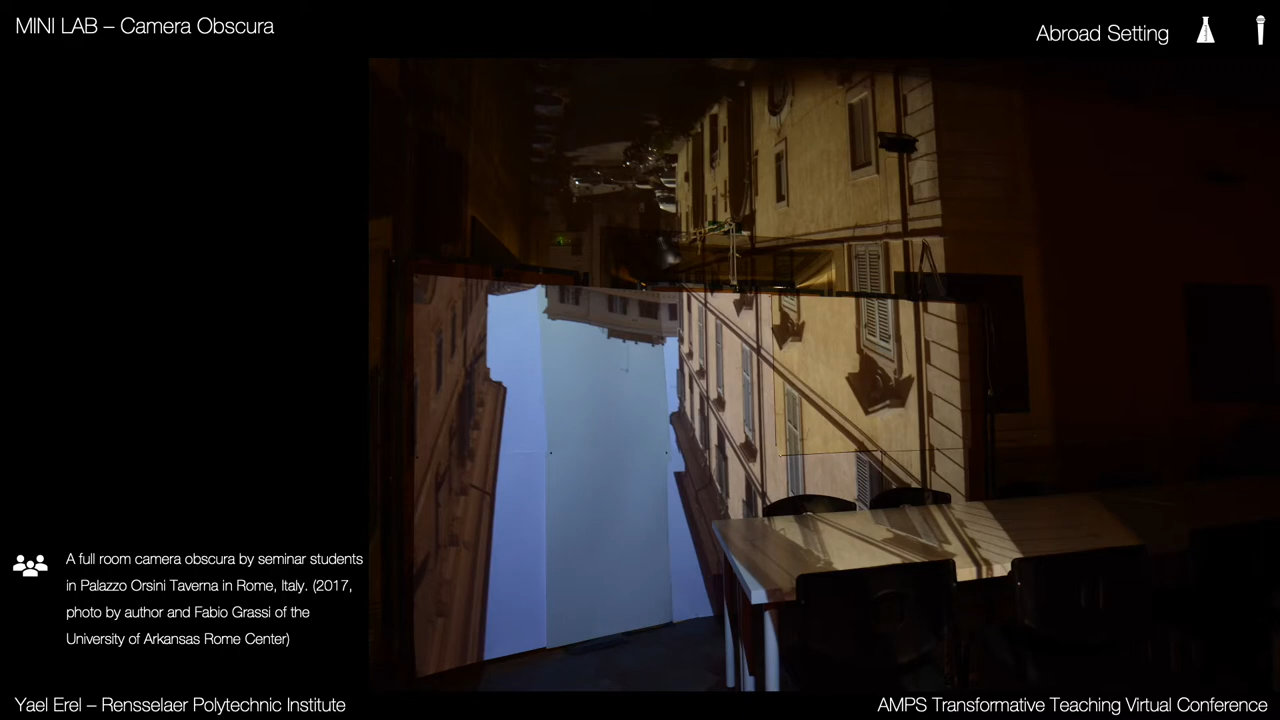 MINI LAB – Camera Obscura
Abroad Setting
A full room camera obscura by seminar students
in Palazzo Orsini Taverna in Rome, Italy. (2017,
photo by author and Fabio Grassi of the
University of Arkansas Rome Center)
Yael Erel – Rensselaer Polytechnic Institute
AMPS Transformative Teaching Virtual Conference